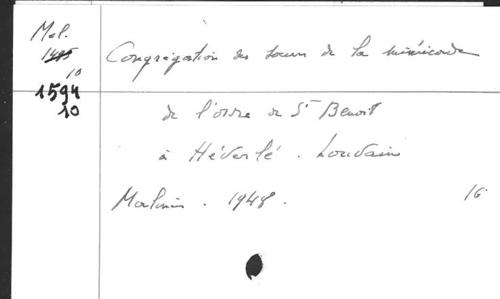 Mel.
1495
10
1594
10
Congrégation des soeurs de la miséricorde
de l'ordre de St Benoit
à Héverlé. Louvain
Moulins. 1948. 16